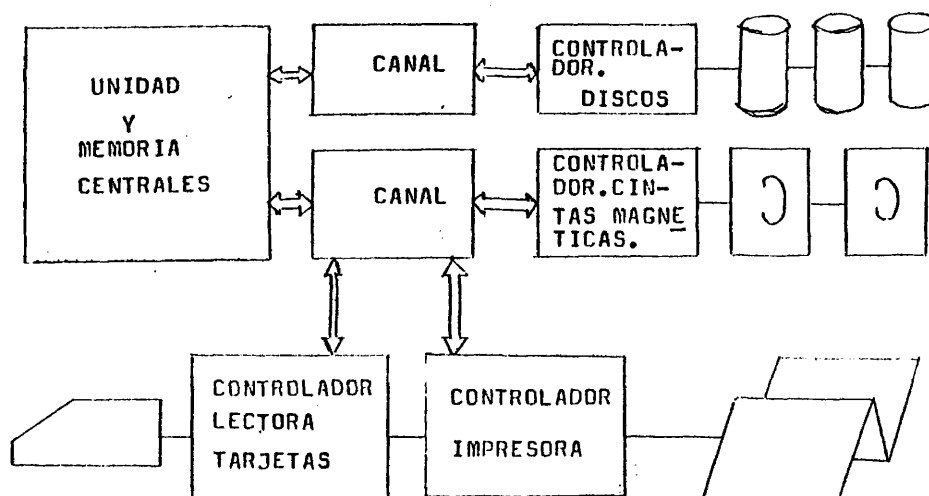 UNIDAD
Y
MEMORIA
CENTRALES
CANAL
CONTROLA-
DOR.
DISCOS
CANAL
CONTROLA-
DOR.CIN-
TAS MAGNE
TICAS.
CONTROLADOR
LECTORA
TARJETAS
CONTROLADOR
IMPRESORA